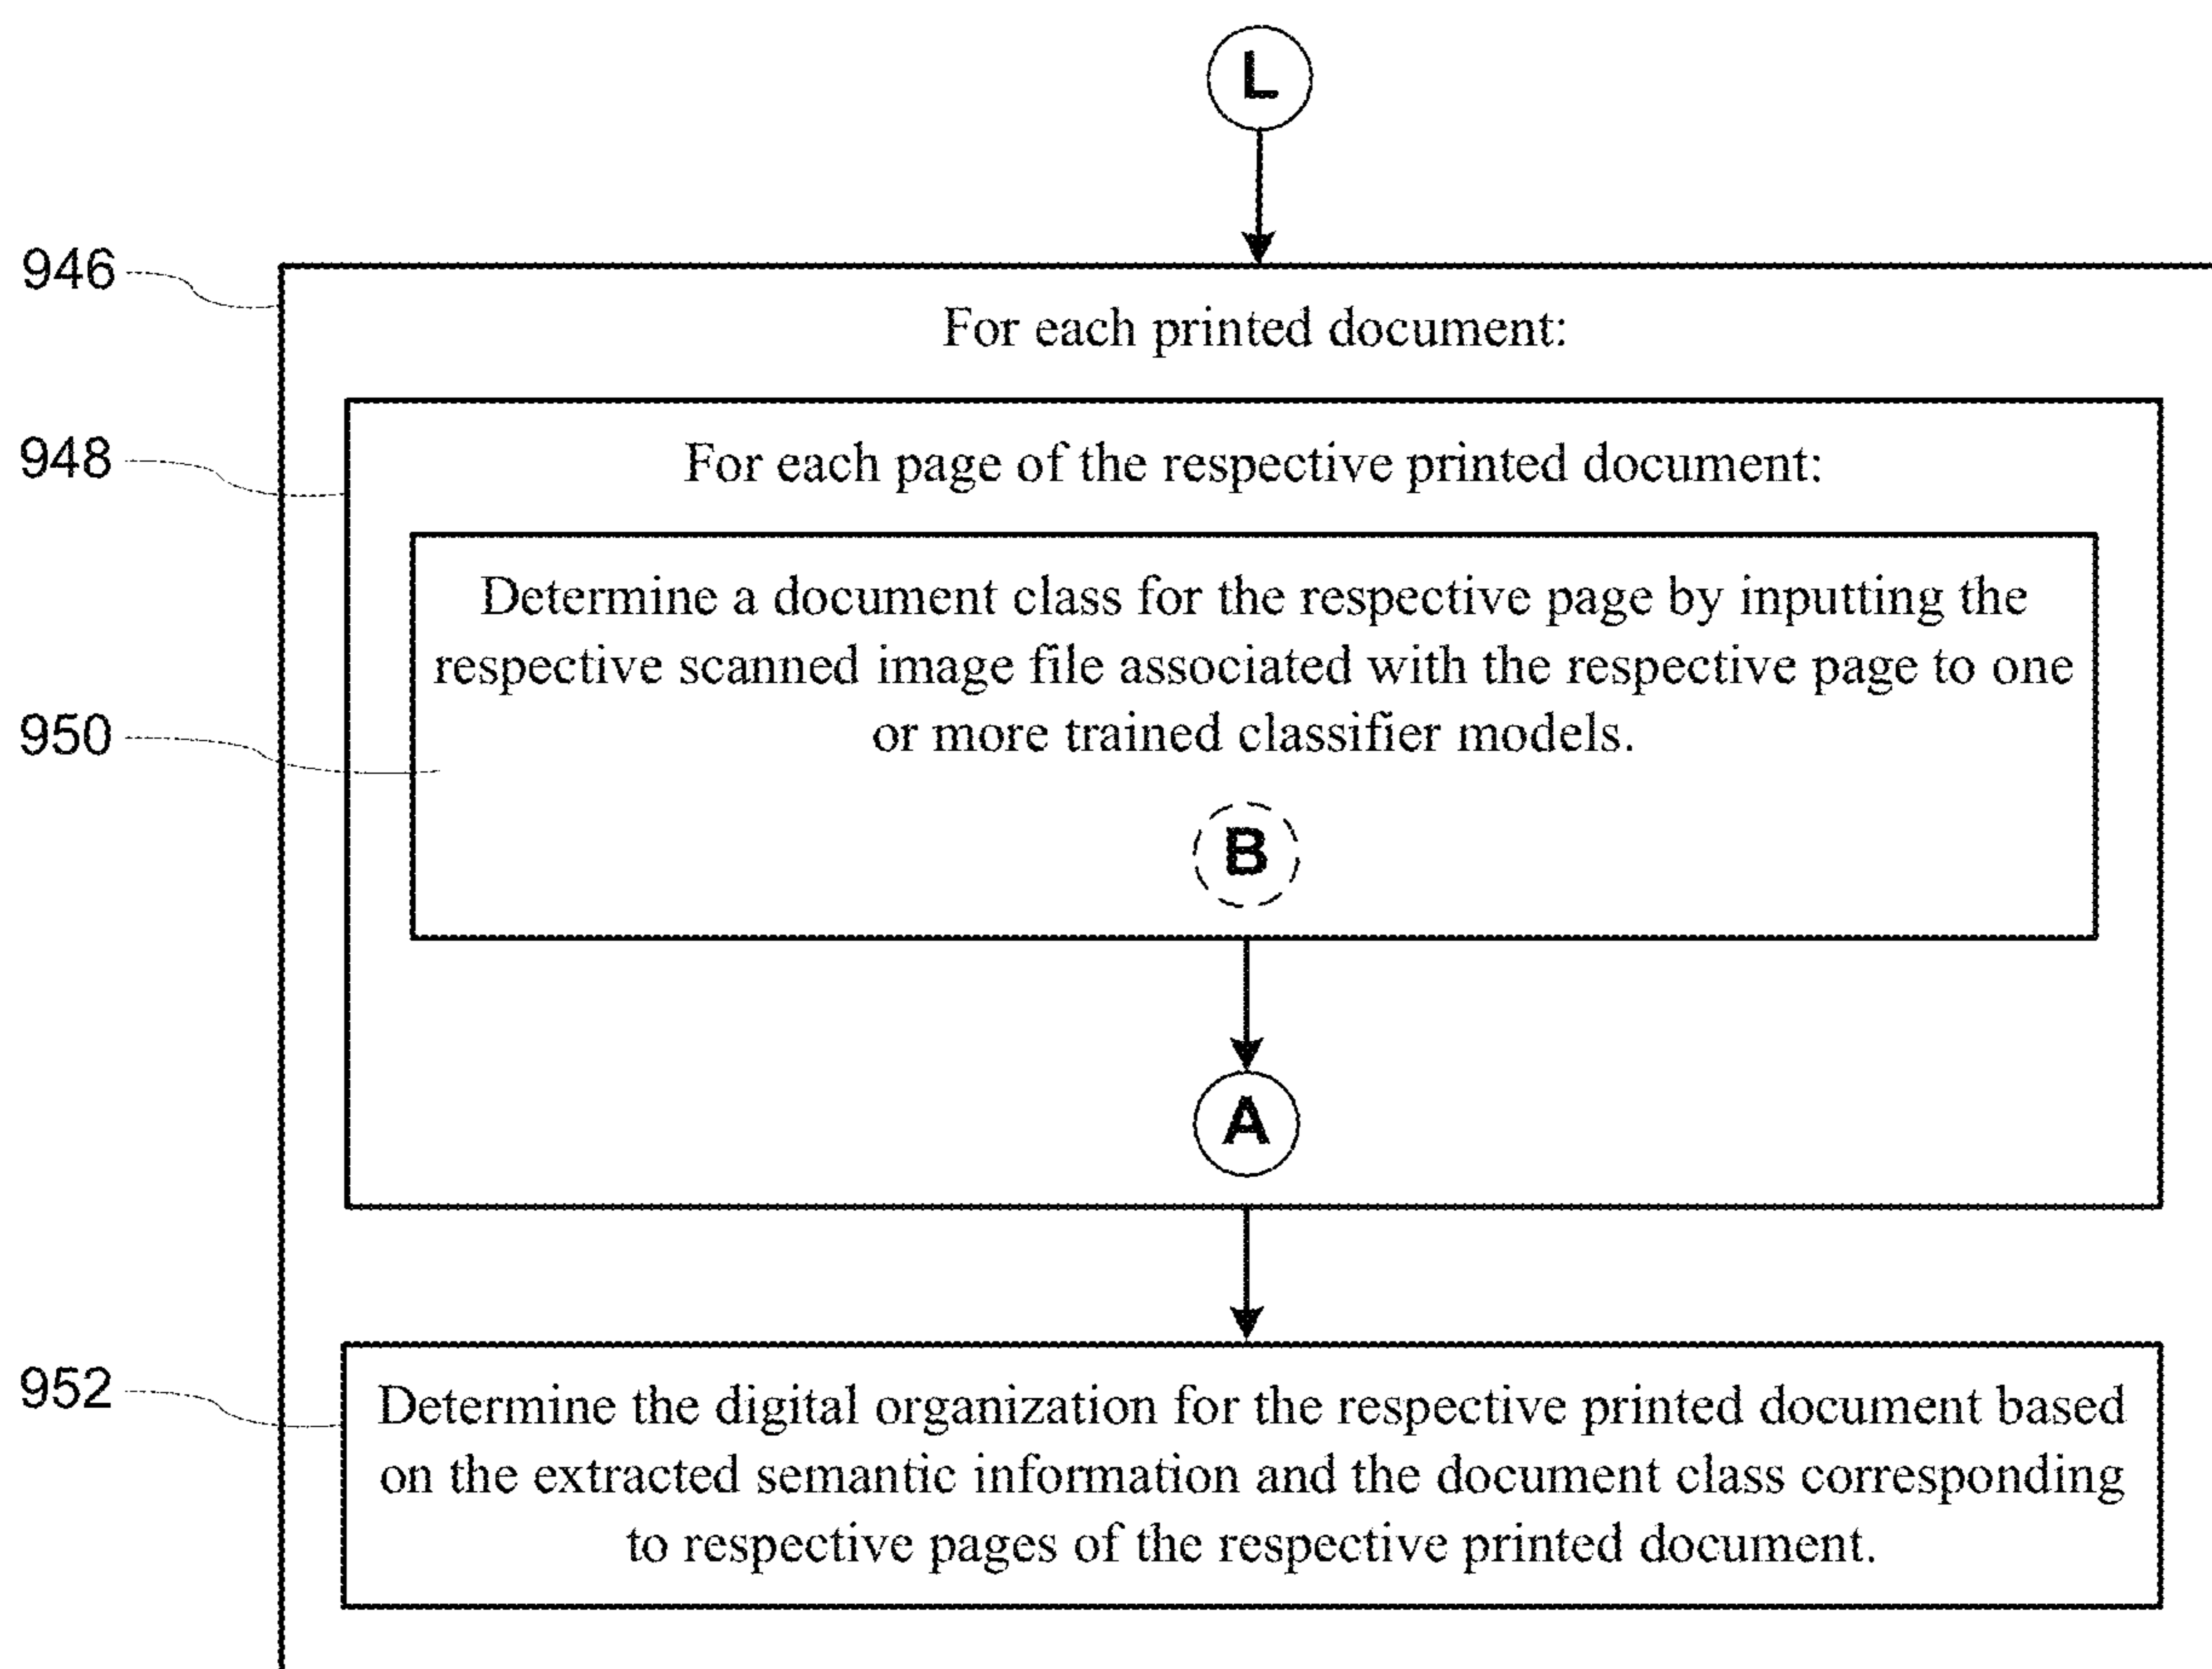 L
946
For each printed document:
948
For each page of the respective printed document:
Determine a document class for the respective page by inputting the
respective scanned image file associated with the respective page to one
950
or more trained classifier models.
B
A
952
Determine the digital organization for the respective printed document based
on the extracted semantic information and the document class corresponding
to respective pages of the respective printed document.